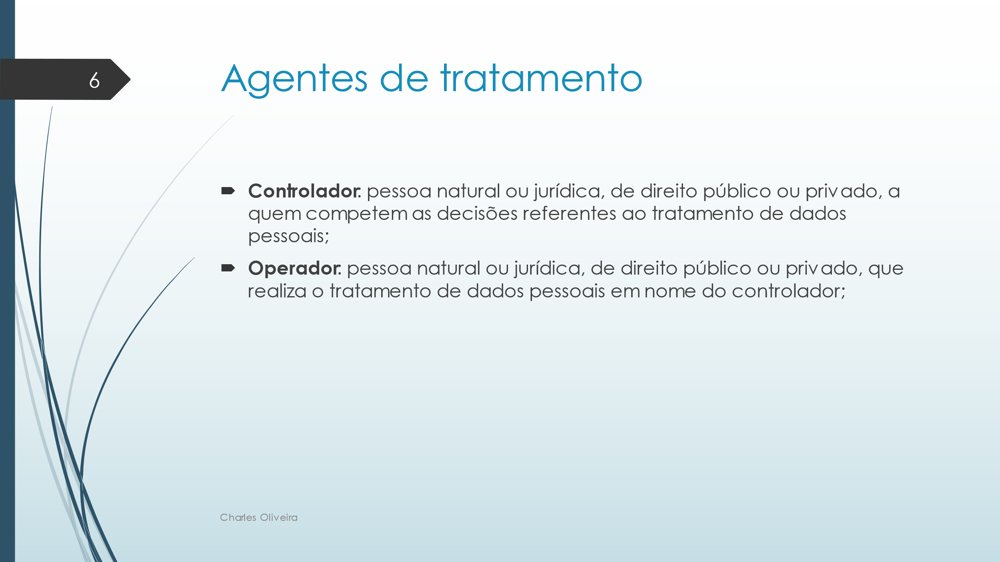 6
Agentes de tratamento
Controlador: pessoa natural ou jurídica, de direito público ou privado, a
quem competem as decisões referentes ao tratamento de dados
pessoais;
Operador: pessoa natural ou jurídica, de direito público ou privado, que
realiza o tratamento de dados pessoais em nome do controlador;
Charles Oliveira